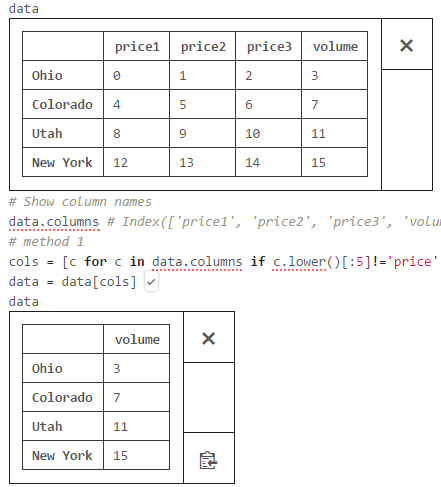 data
price1 price2 price3 volume
Ohio 0 1 2 3
Colorado 4 5 6 7
Utah 8 9 10 11
New York 12 13 14 15
# Show column names
data.columns # Index(['price1', 'price2', 'price3', 'volu
# method 1
cols = [c for c in data.columns if c.lower()[:5]!='price'
data = data[cols]
data
volume
Ohio 3
Colorado 7
Utah 11
New York 15